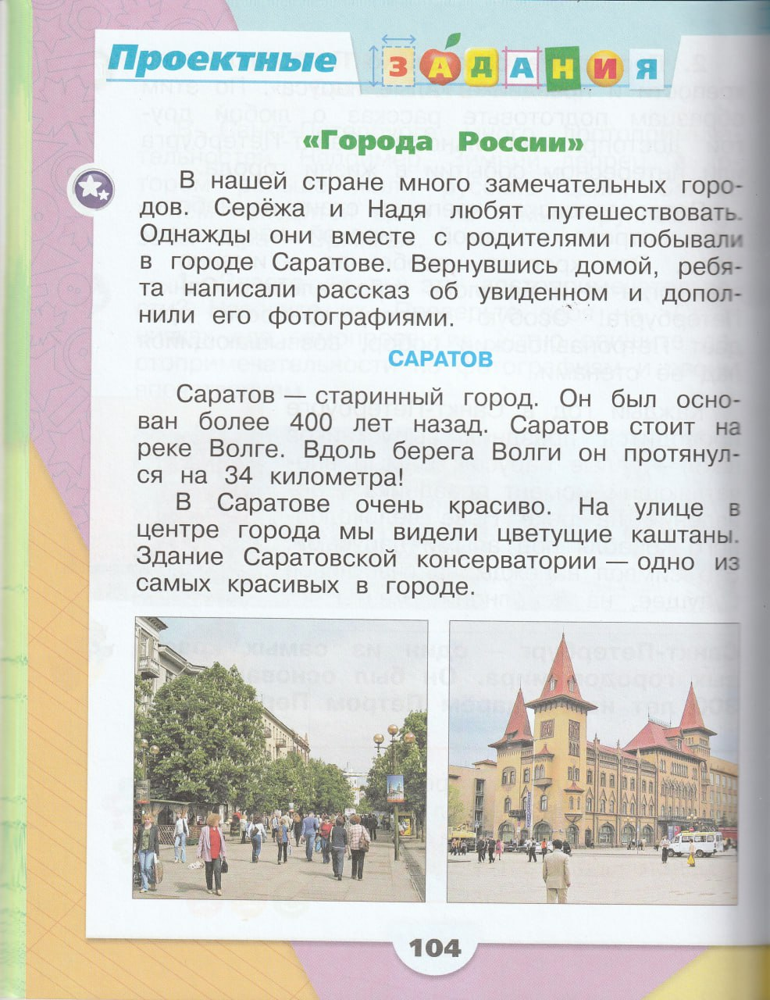 Проектные ЗАДАНИЯ
«Города России»
В нашей стране много замечательных горо-
дов. Серёжа и Надя любят путешествовать.
Однажды они вместе с родителями побывали
в городе Саратове. Вернувшись домой, ребя-
та написали рассказ об увиденном и допол-
нили его фотографиями.
САРАТОВ
Саратов — старинный город. Он был осно-
ван более 400 лет назад. Саратов стоит на
реке Волге. Вдоль берега Волги он протянул-
ся на 34 километра!
В Саратове очень красиво. На улице в
центре города мы видели цветущие каштаны.
Здание Саратовской консерватории — одно из
самых красивых в городе.
104